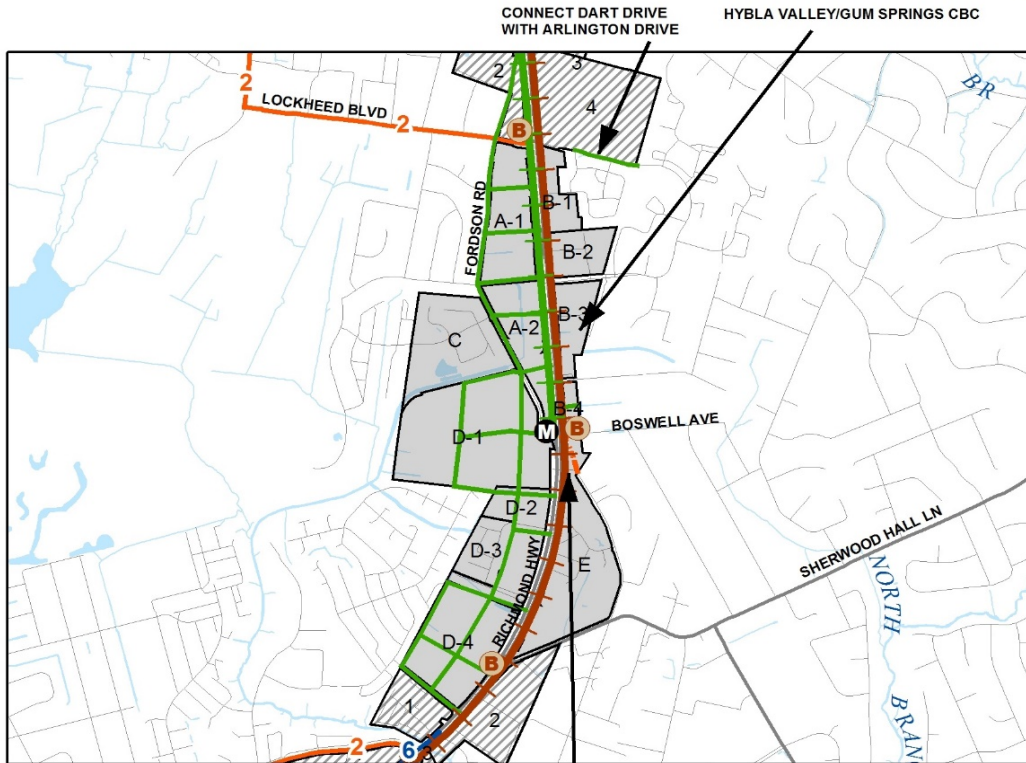 CONNECT DART DRIVE
WITH ARLINGTON DRIVE
HYBLA VALLEY/GUM SPRINGS CBC
2
3
BR
2
4
LOCKHEED BLVD
2
B
FORDSON RD
B-1
A-1
B-2
B-3
A-2
C
B-4
M
B
BOSWELL AVE
D-1
D-2
D-3
E
RICHMOND HWY
SHERWOOD HALL LN
NORTH
BRAN
D-4
B
1
2
2
6
3